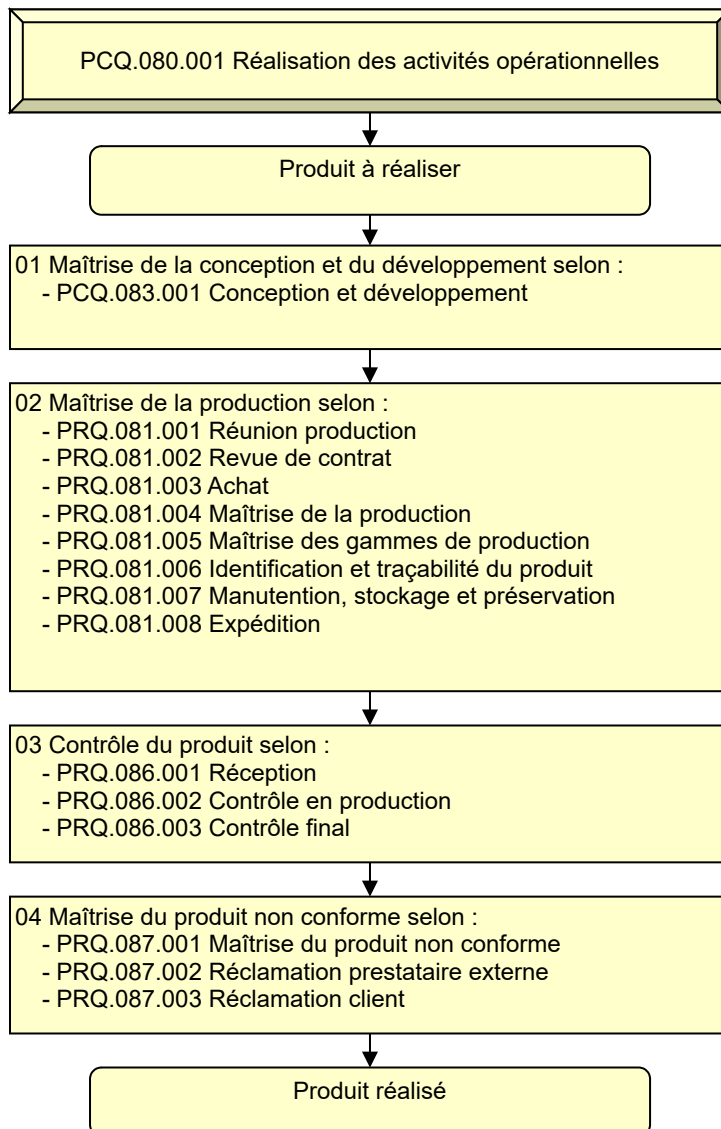 PCQ.080.001 Réalisation des activités opérationnelles
Produit à réaliser
01 Maîtrise de la conception et du développement selon :
- PCQ.083.001 Conception et développement
02 Maîtrise de la production selon :
- PRQ.081.001 Réunion production
- PRQ.081.002 Revue de contrat
- PRQ.081.003 Achat
- PRQ.081.004 Maîtrise de la production
- PRQ.081.005 Maîtrise des gammes de production
- PRQ.081.006 Identification et traçabilité du produit
- PRQ.081.007 Manutention, stockage et préservation
- PRQ.081.008 Expédition
03 Contrôle du produit selon :
- PRQ.086.001 Réception
- PRQ.086.002 Contrôle en production
- PRQ.086.003 Contrôle final
04 Maîtrise du produit non conforme selon :
- PRQ.087.001 Maîtrise du produit non conforme
- PRQ.087.002 Réclamation prestataire externe
- PRQ.087.003 Réclamation client
Produit réalisé